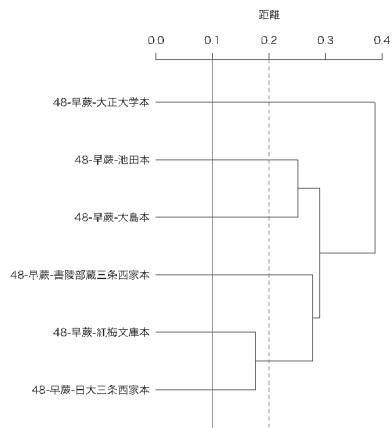 距離
0.0 0.1 0.2 0.3 0.4
48-早蕨-大正大学本
48-早蕨-池田本
48-早蕨-大島本
48-早蕨-書陵部蔵三条西家本
48-早蕨-紅梅文庫本
48-早蕨-日大三条西家本